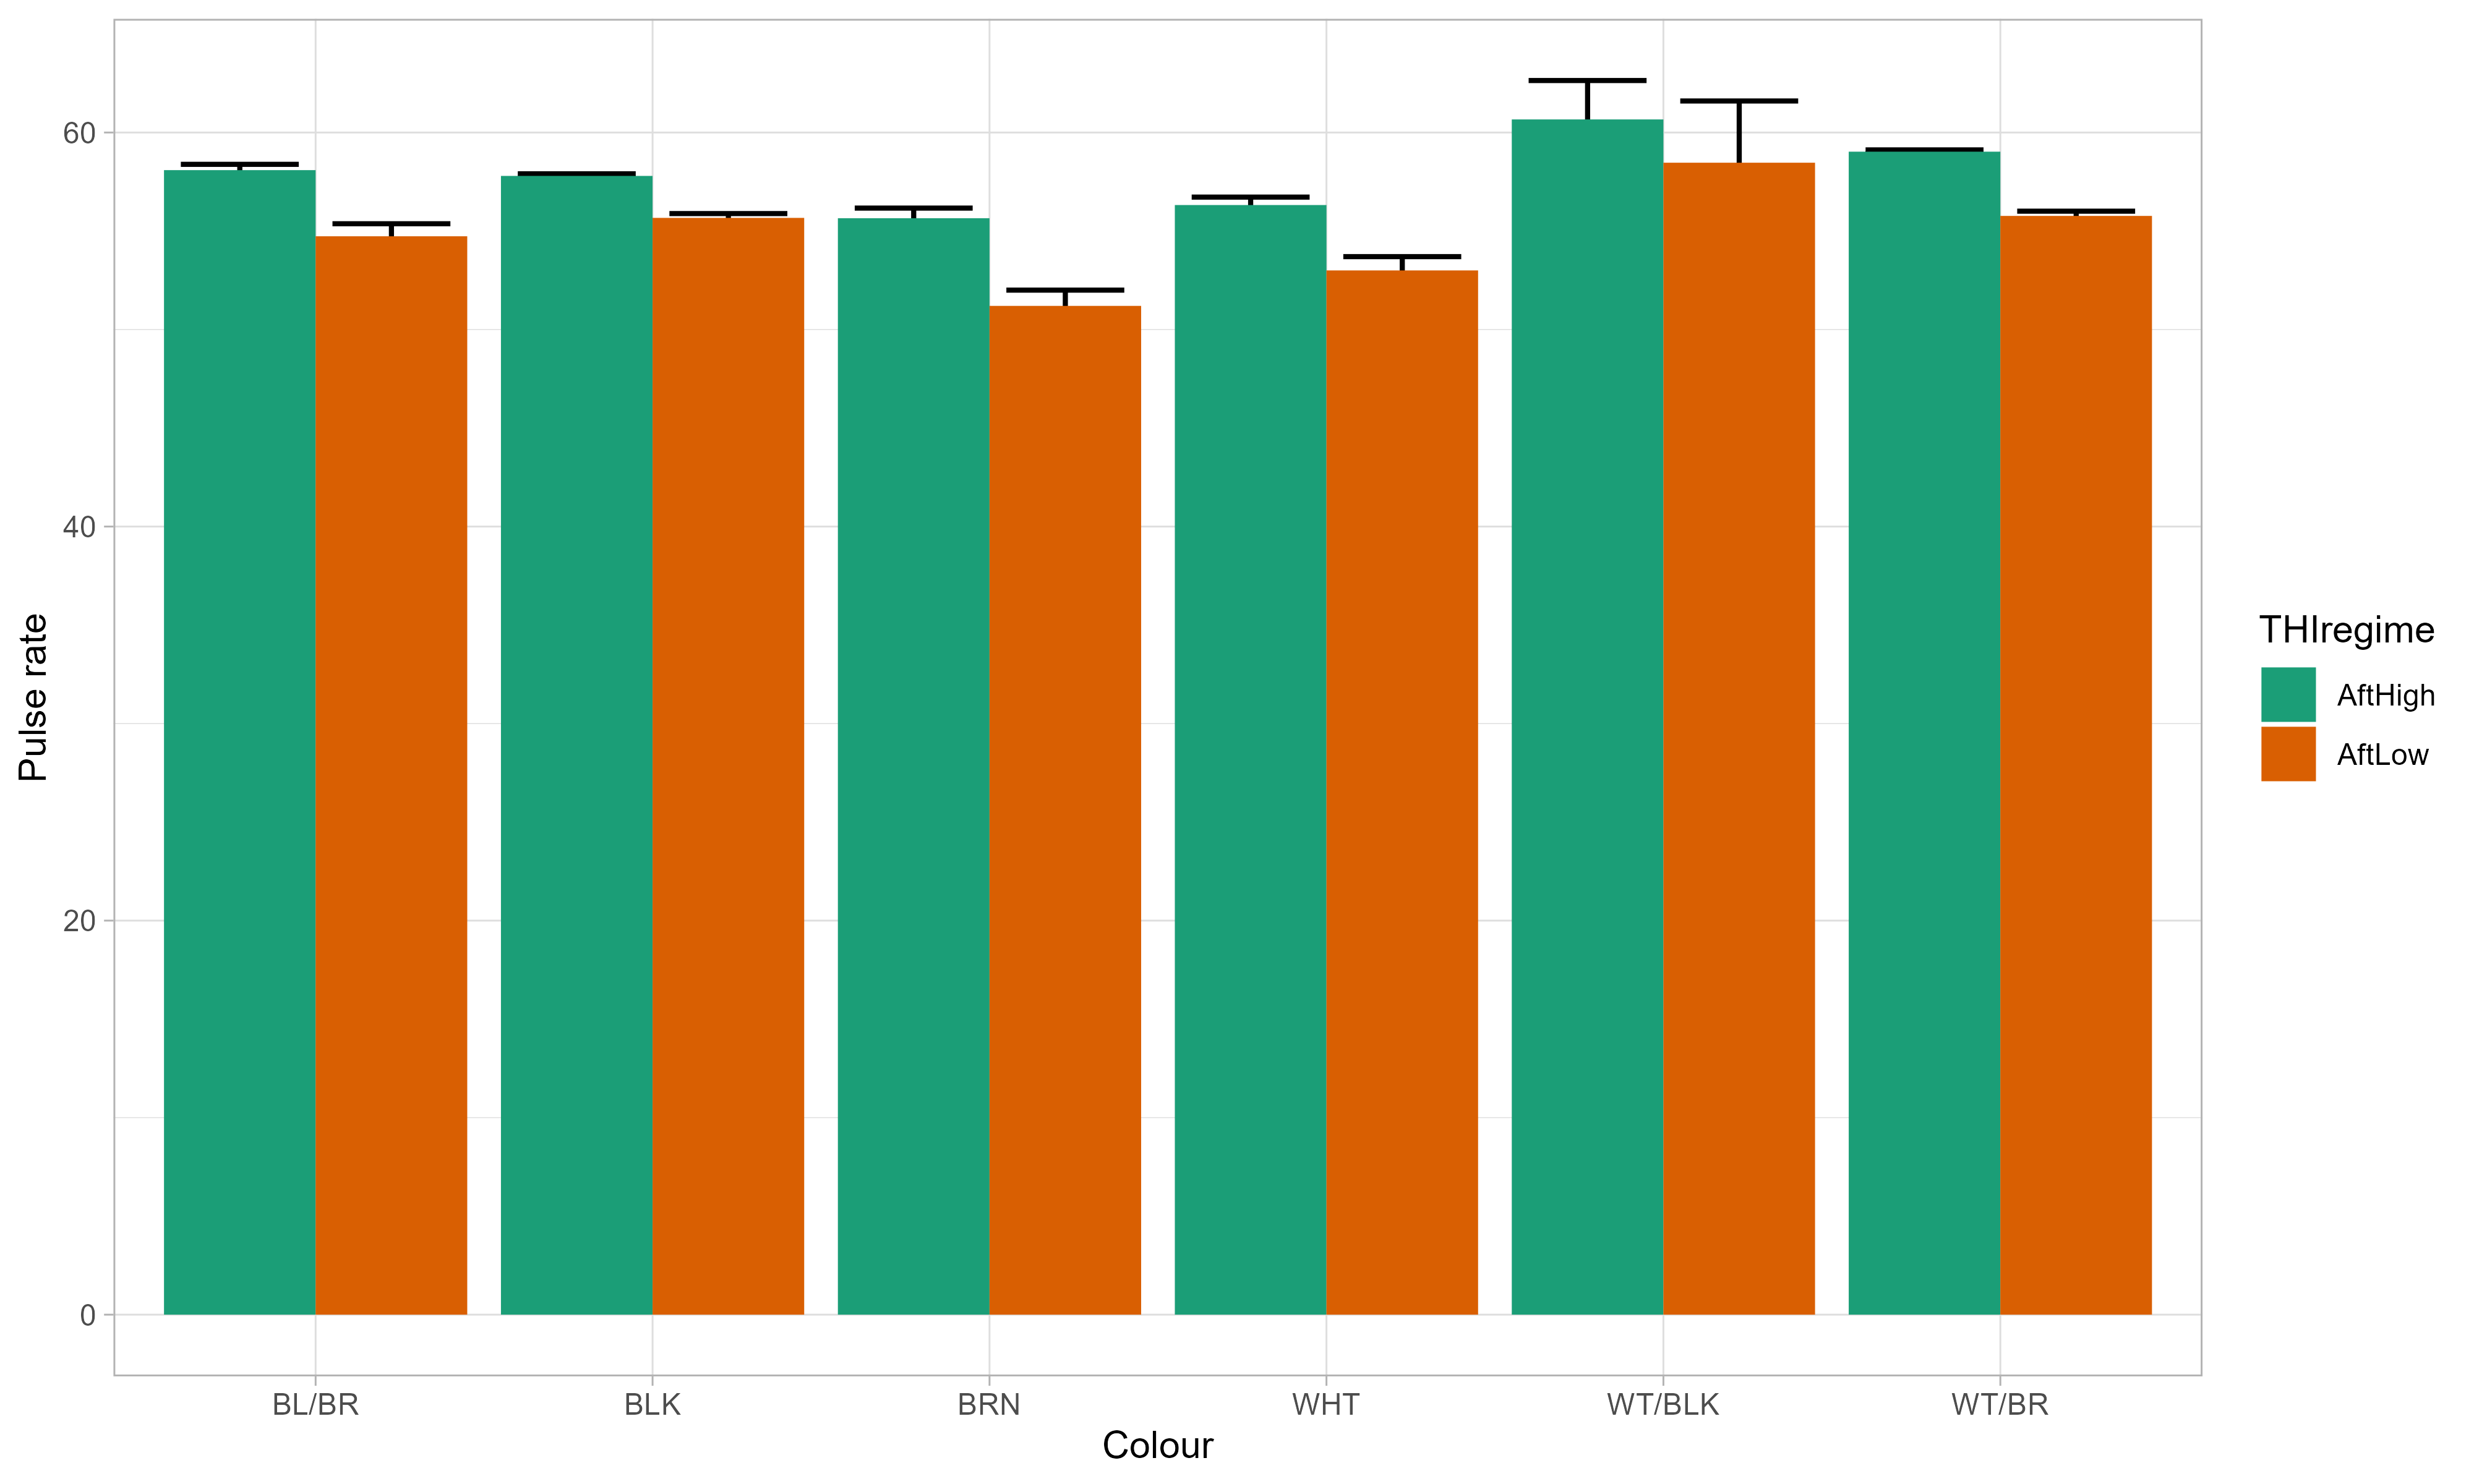 60
40
20
0
Pulse rate
BL/BR BLK BRN WHT WT/BLK WT/BR
Colour
THIregime
AftHigh
AftLow